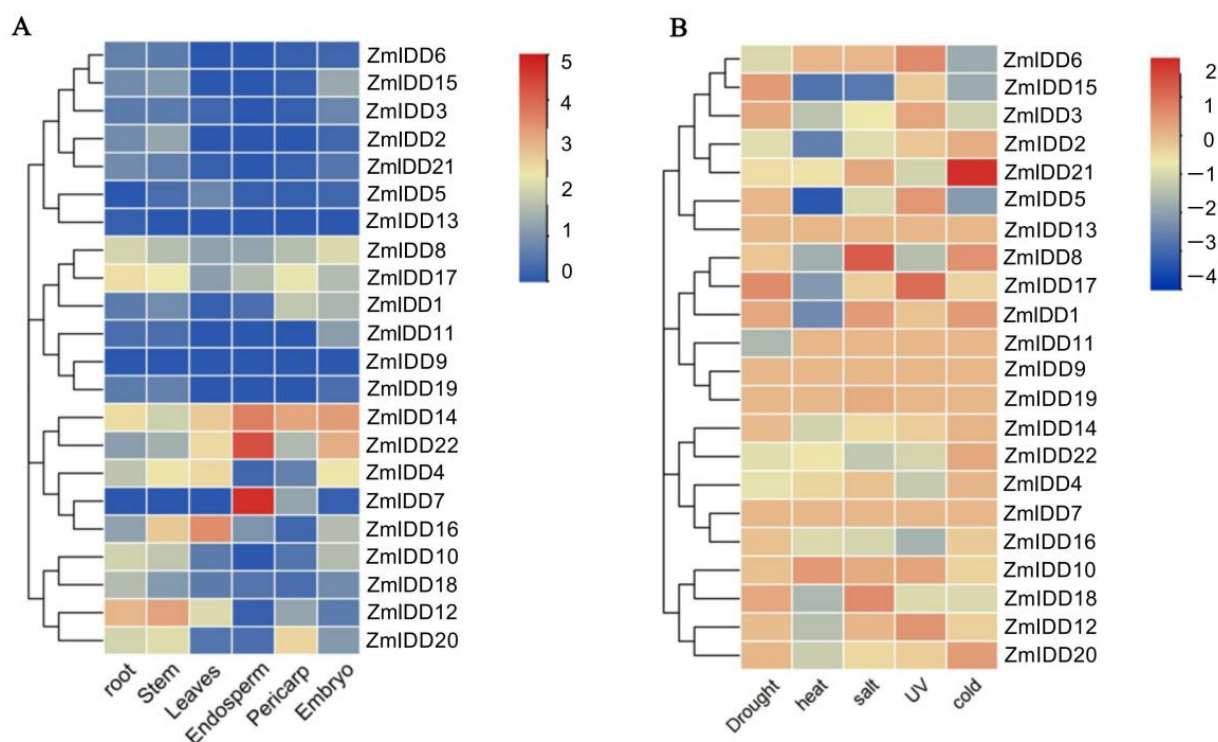 A
ZmIDD6
ZmIDD15
ZmIDD3
ZmIDD2
ZmIDD21
ZmIDD5
ZmIDD13
ZmIDD8
ZmIDD17
ZmIDD1
ZmIDD11
ZmIDD9
ZmIDD19
ZmIDD14
ZmIDD22
ZmIDD4
ZmIDD7
ZmIDD16
ZmIDD10
ZmIDD18
ZmIDD12
ZmIDD20
root
Stem
Leaves
Endosperm
Pericarp
Embryo
5
4
3
2
1
0
B
ZmIDD6
ZmIDD15
ZmIDD3
ZmIDD2
ZmIDD21
ZmIDD5
ZmIDD13
ZmIDD8
ZmIDD17
ZmIDD1
ZmIDD11
ZmIDD9
ZmIDD19
ZmIDD14
ZmIDD22
ZmIDD4
ZmIDD7
ZmIDD16
ZmIDD10
ZmIDD18
ZmIDD12
ZmIDD20
Drought
heat
salt
UV
cold
2
1
0
−1
−2
−3
−4